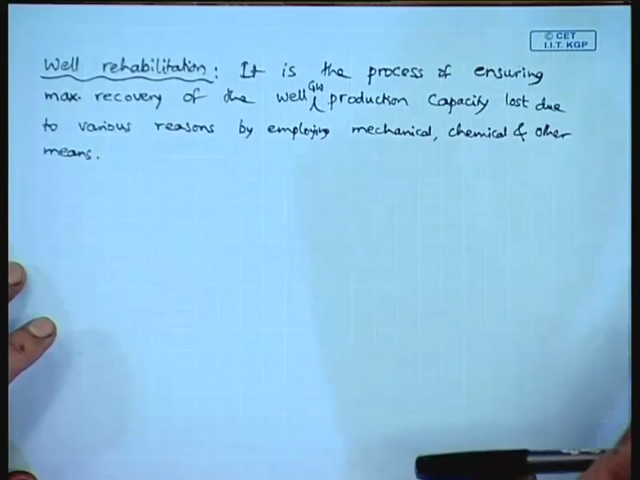 © CET
I.I.T. KGP
Well rehabilitation : It is the process of ensuring
max. recovery of the well GW production capacity lost due
to various reasons by employing mechanical, chemical & other
means.